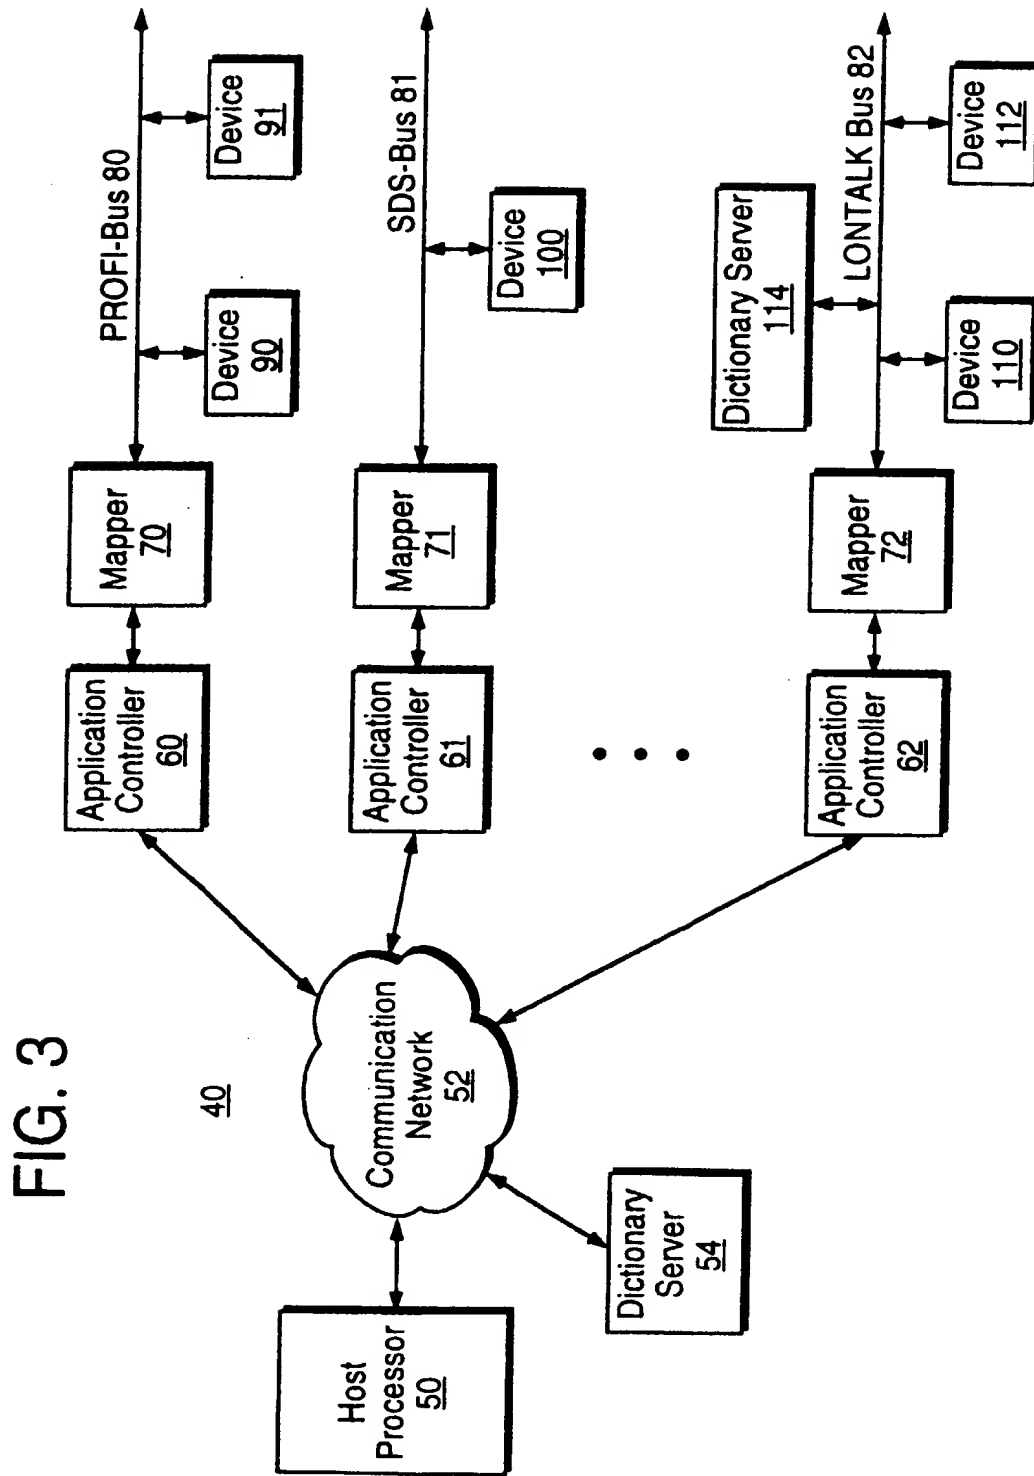 FIG. 3
40
Host
Processor
50
Communication
Network
52
Dictionary
Server
54
Application
Controller
60
Mapper
70
PROFI-Bus 80
Device
90
Device
91
Application
Controller
61
Mapper
71
SDS-Bus 81
Device
100
Application
Controller
62
Mapper
72
Dictionary Server
114
LONTALK Bus 82
Device
110
Device
112